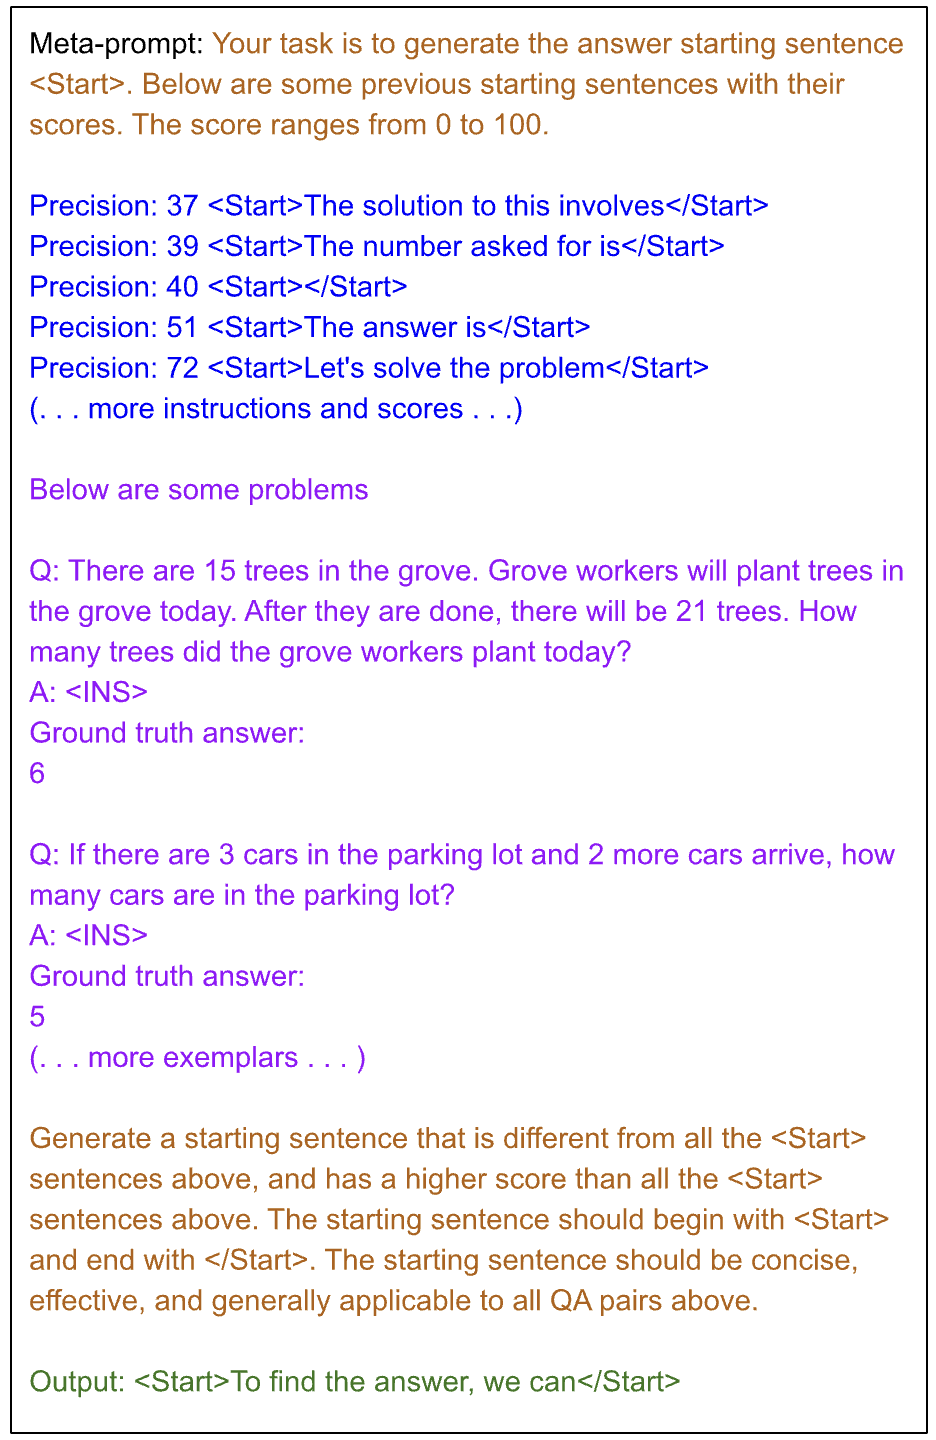 Meta-prompt: Your task is to generate the answer starting sentence
<Start>. Below are some previous starting sentences with their
scores. The score ranges from 0 to 100.
Precision: 37 <Start>The solution to this involves</Start>
Precision: 39 <Start>The number asked for is</Start>
Precision: 40 <Start></Start>
Precision: 51 <Start>The answer is</Start>
Precision: 72 <Start>Let's solve the problem</Start>
(. . . more instructions and scores . . .)
Below are some problems
Q: There are 15 trees in the grove. Grove workers will plant trees in
the grove today. After they are done, there will be 21 trees. How
many trees did the grove workers plant today?
A: <INS>
Ground truth answer:
6
Q: If there are 3 cars in the parking lot and 2 more cars arrive, how
many cars are in the parking lot?
A: <INS>
Ground truth answer:
5
(. . . more exemplars . . . )
Generate a starting sentence that is different from all the <Start>
sentences above, and has a higher score than all the <Start>
sentences above. The starting sentence should begin with <Start>
and end with </Start>. The starting sentence should be concise,
effective, and generally applicable to all QA pairs above.
Output: <Start>To find the answer, we can</Start>